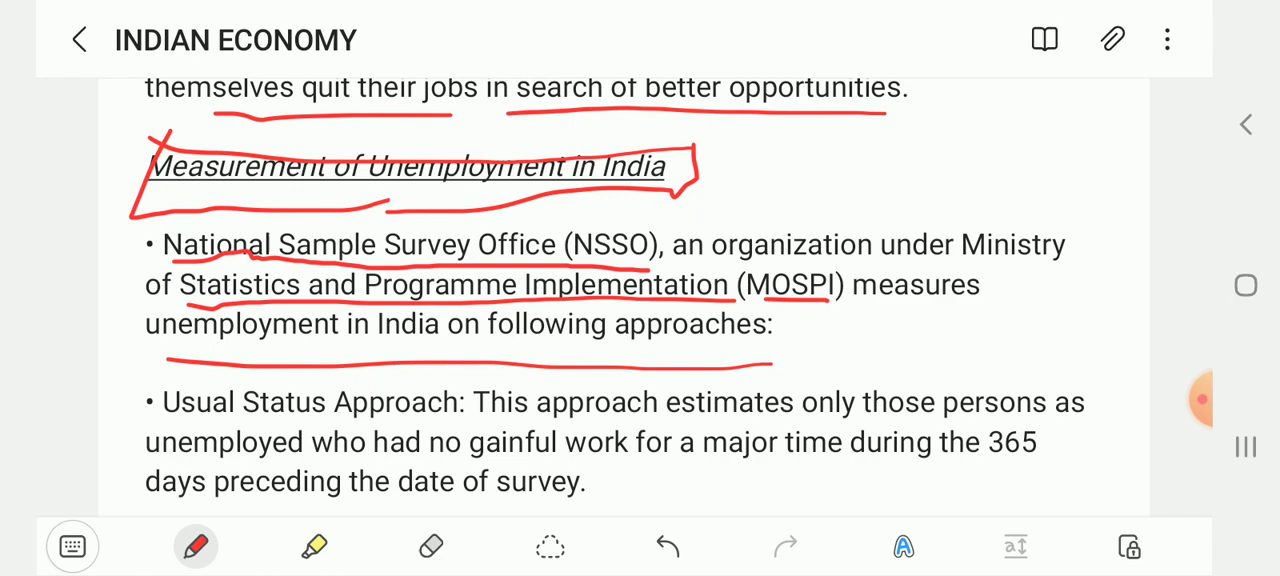 INDIAN ECONOMY
themselves quit their jobs in search of better opportunities.
Measurement of Unemployment in India
• National Sample Survey Office (NSSO), an organization under Ministry
of Statistics and Programme Implementation (MOSPI) measures
unemployment in India on following approaches:
• Usual Status Approach: This approach estimates only those persons as
unemployed who had no gainful work for a major time during the 365
days preceding the date of survey.